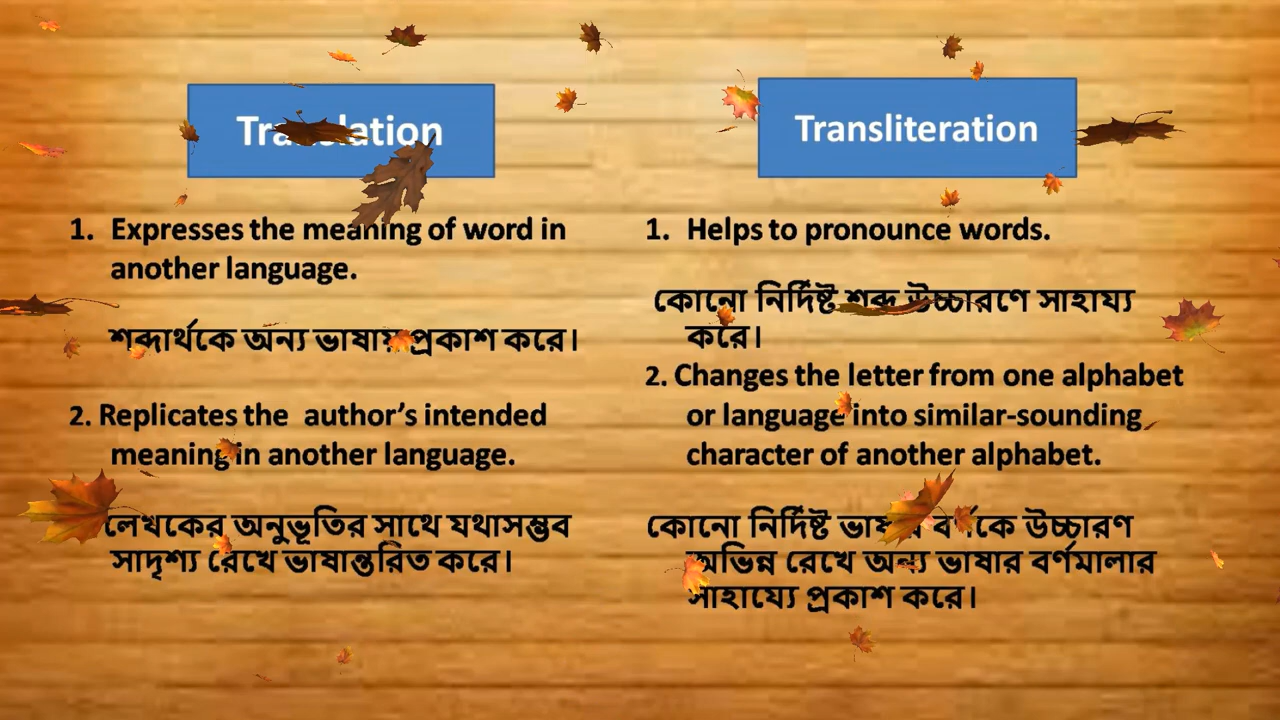 Translation
1. Expresses the meaning of word in
another language.
শব্দার্থকে অন্য ভাষায় প্রকাশ করে।
2. Replicates the author’s intended
meaning in another language.
লেখকের অনুভূতির সাথে যথাসম্ভব
সাদৃশ্য রেখে ভাষান্তরিত করে।
Transliteration
1. Helps to pronounce words.
কোনো নির্দিষ্ট শব্দ উচ্চারণে সাহায্য
করে।
2. Changes the letter from one alphabet
or language into similar-sounding
character of another alphabet.
কোনো নির্দিষ্ট ভাষার বর্ণকে উচ্চারণ
অভিন্ন রেখে অন্য ভাষার বর্ণমালার
সাহায্যে প্রকাশ করে।